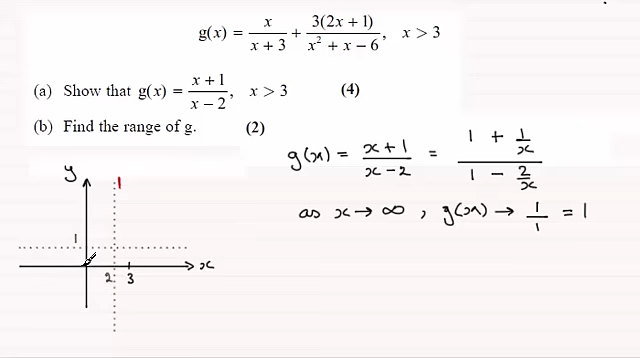 g(x) = x/(x + 3) + 3(2x + 1)/(x² + x − 6), x > 3
(a) Show that g(x) = (x + 1)/(x − 2), x > 3 (4)
(b) Find the range of g. (2)
g(x) = (x + 1)/(x − 2) = (1 + 1/x)/(1 − 2/x)
as x → ∞, g(x) → 1/1 = 1
y
1
x
2 3